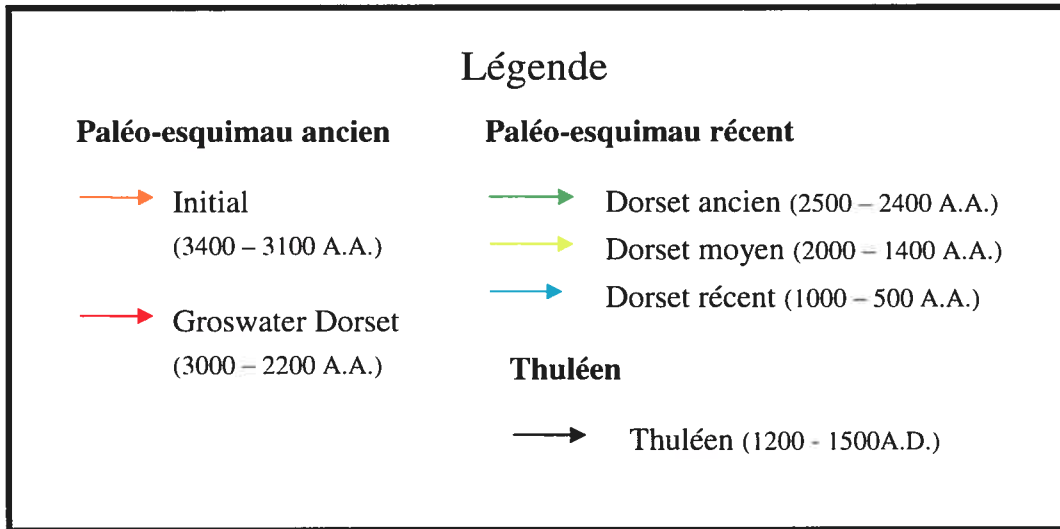 Légende
Paléo-esquimau ancien
Initial
(3400 – 3100 A.A.)
Groswater Dorset
(3000 – 2200 A.A.)
Paléo-esquimau récent
Dorset ancien (2500 – 2400 A.A.)
Dorset moyen (2000 – 1400 A.A.)
Dorset récent (1000 – 500 A.A.)
Thuléen
Thuléen (1200 - 1500A.D.)